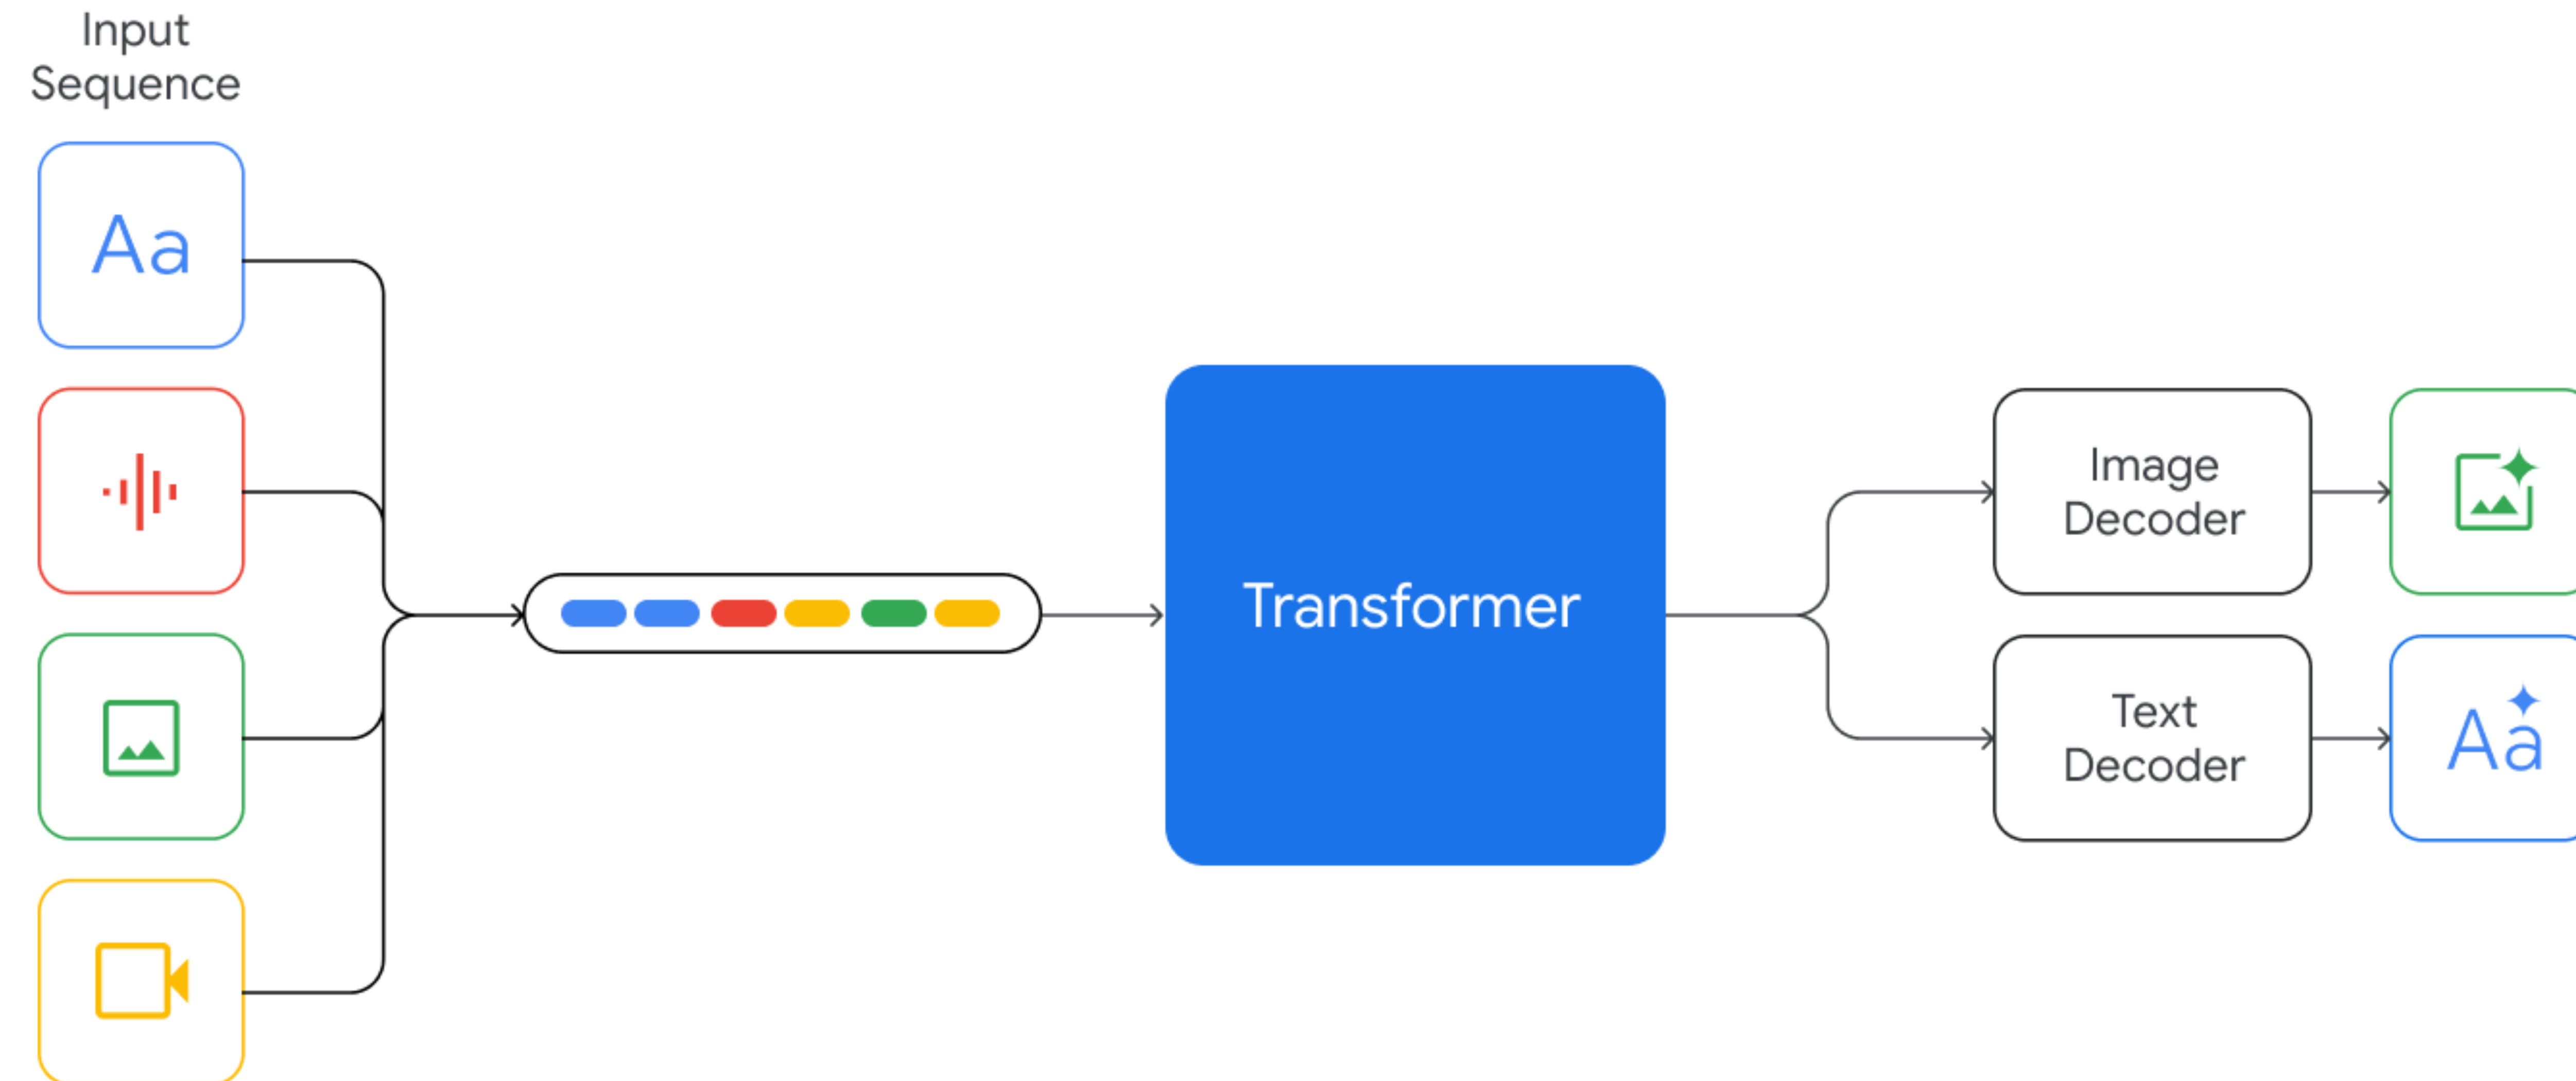 Input
Sequence
Aa
Transformer
Image
Decoder
Text
Decoder
Aa